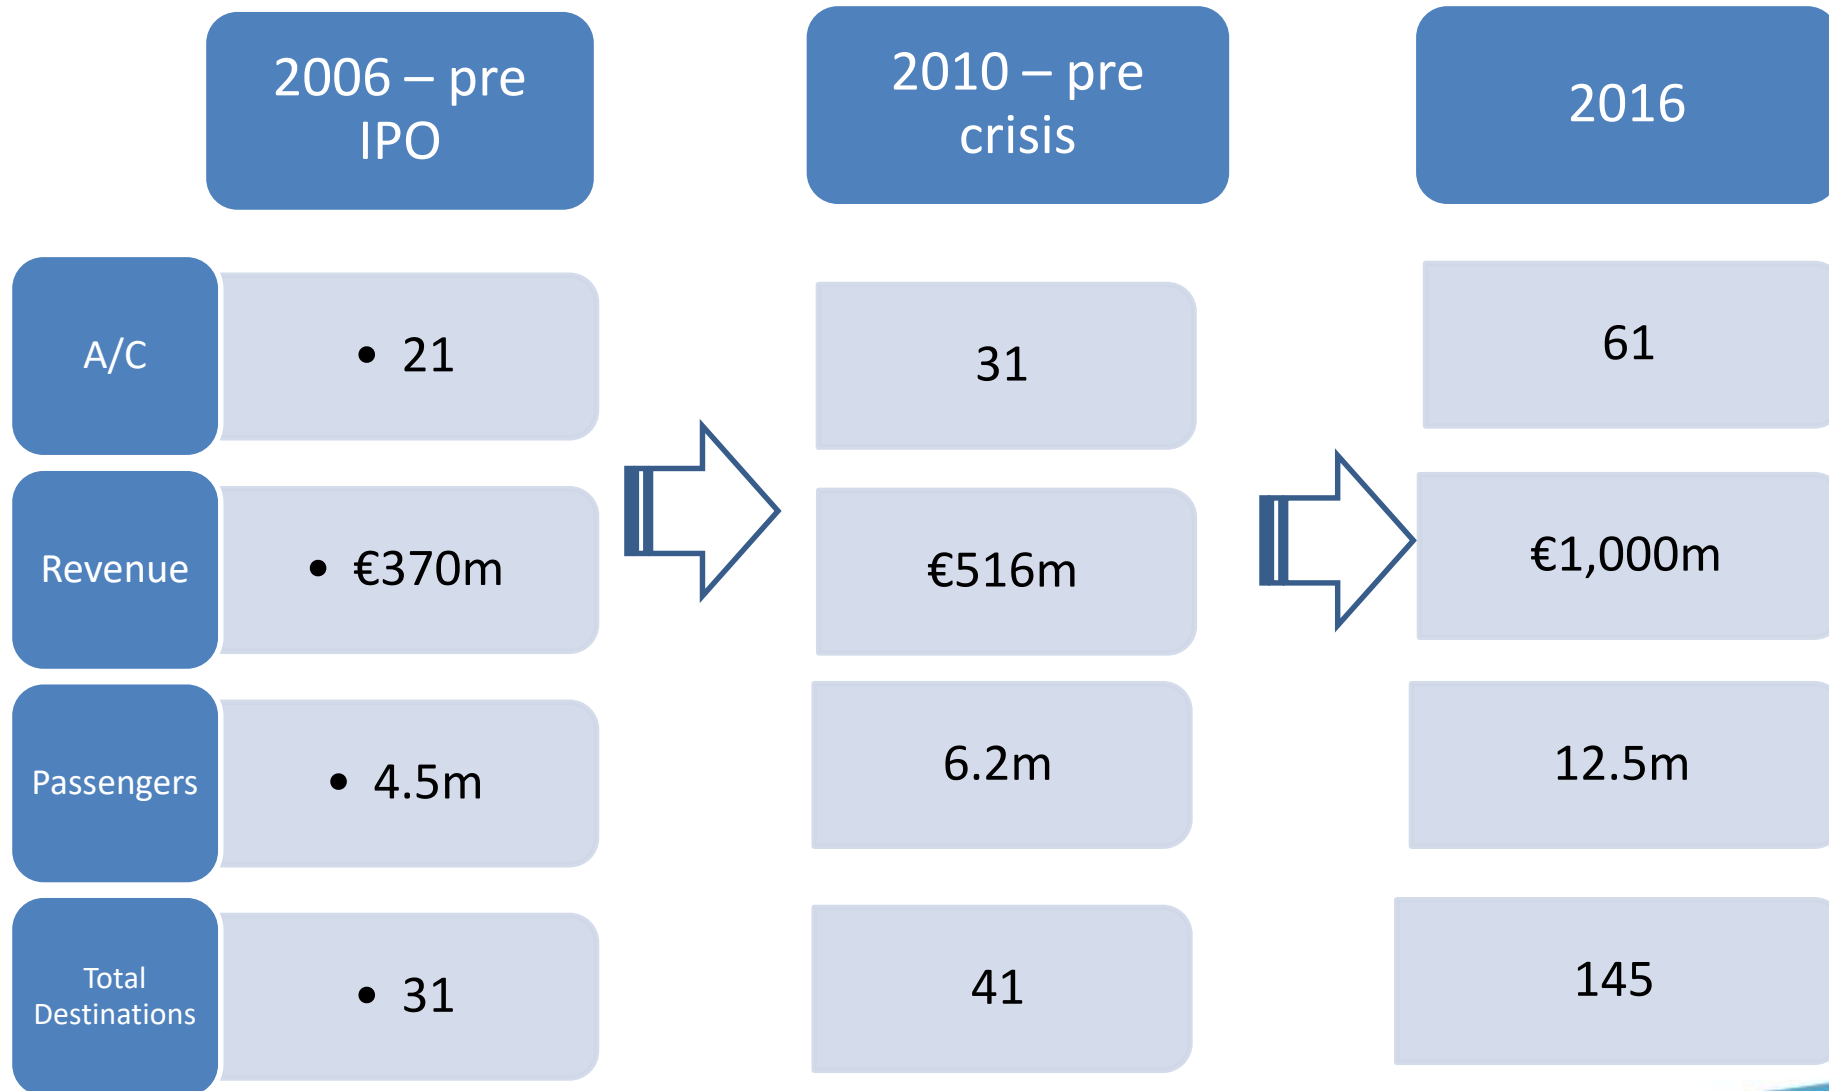 2006 – pre
IPO
2010 – pre
crisis
2016
A/C
• 21
31
61
Revenue
• €370m
€516m
€1,000m
Passengers
• 4.5m
6.2m
12.5m
Total
Destinations
• 31
41
145